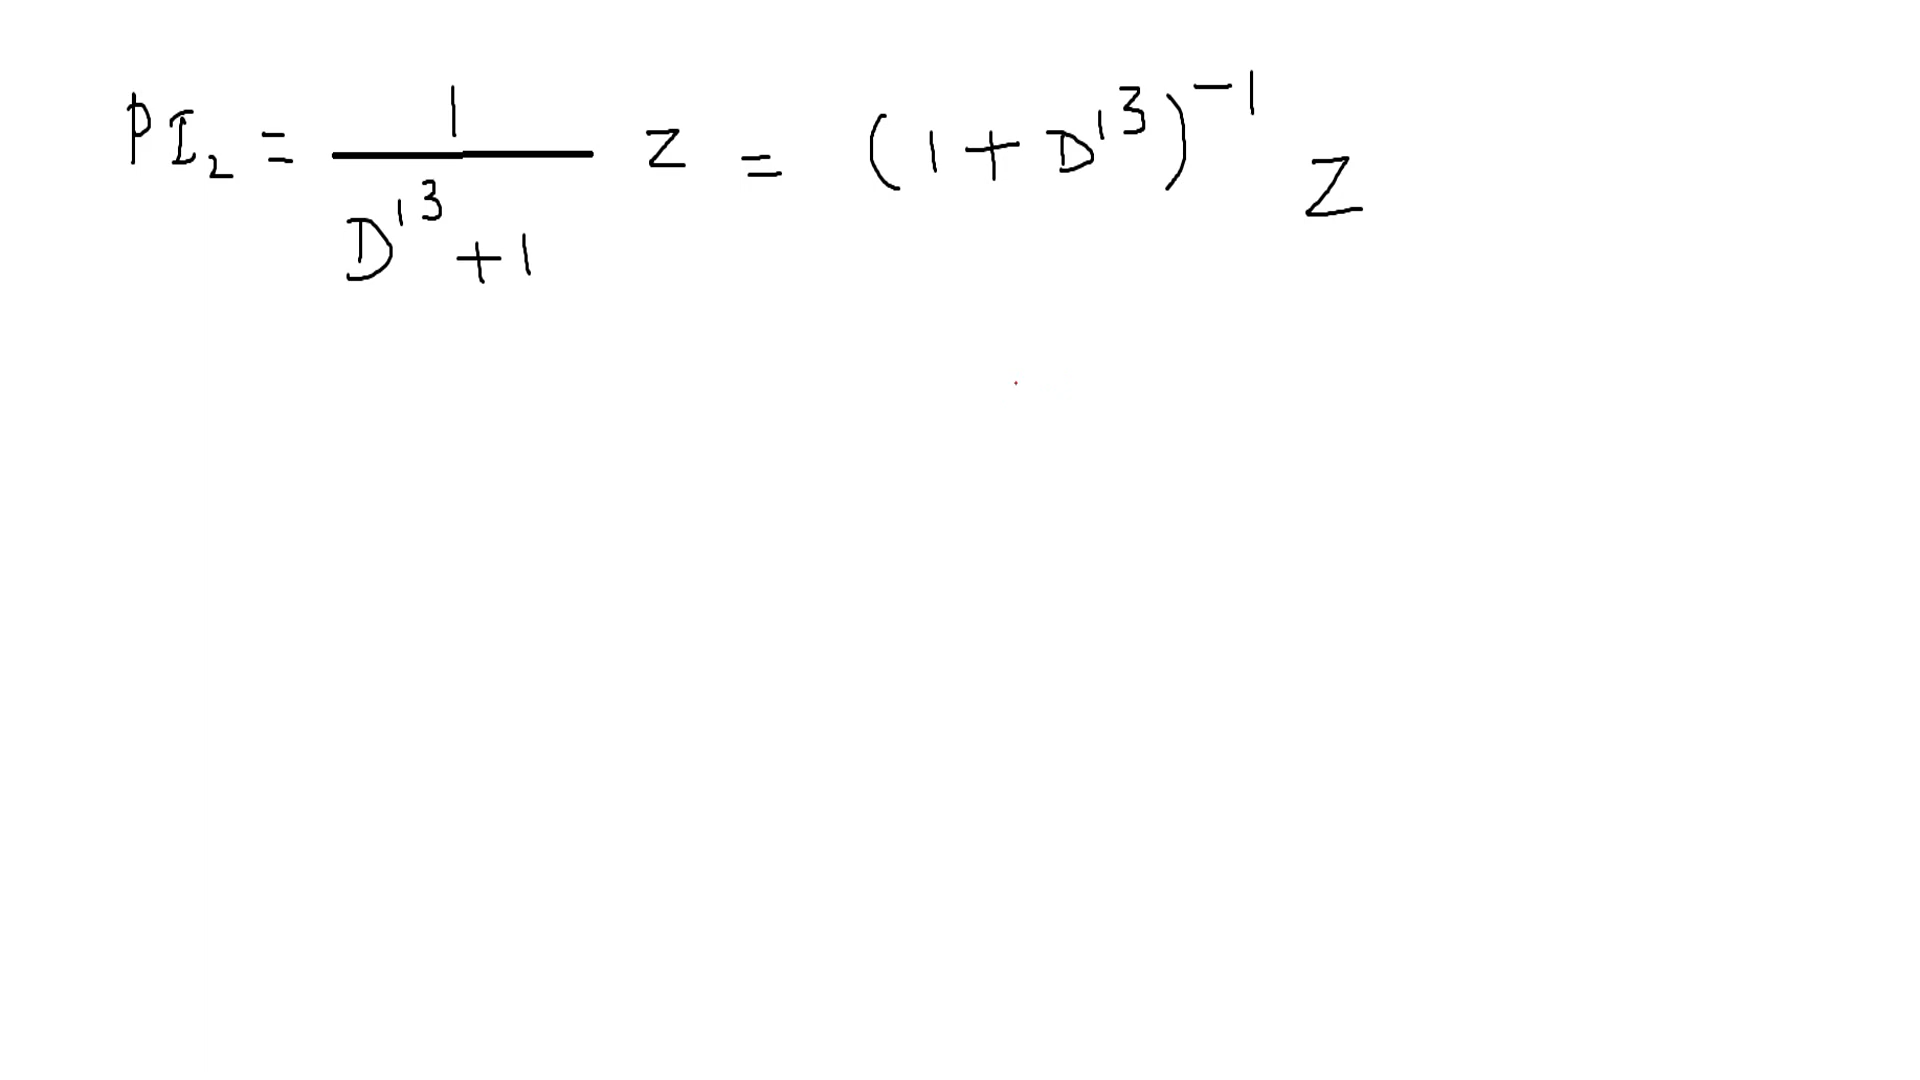 PI₂ = 1/(D'³ + 1) z = (1 + D'³)⁻¹ z